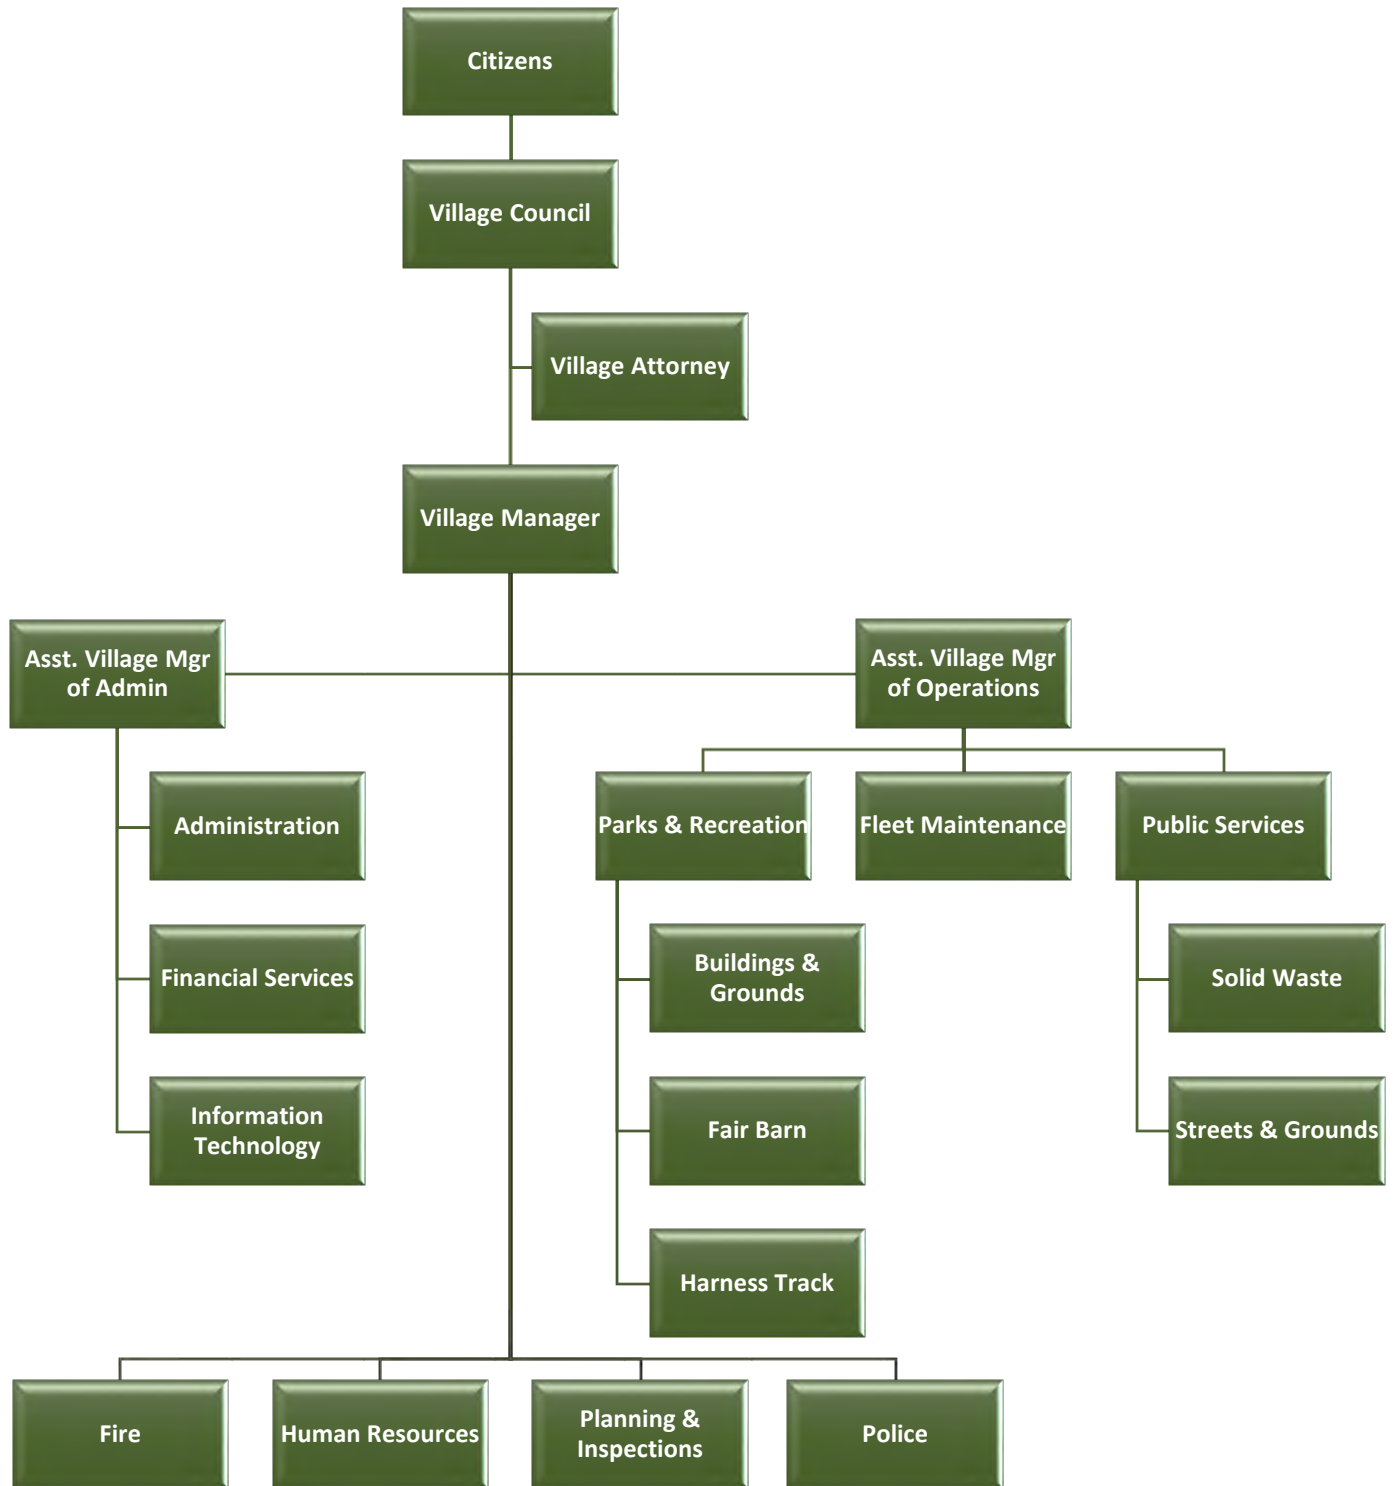 Citizens
Village Council
Village Attorney
Village Manager
Asst. Village Mgr
of Admin
Asst. Village Mgr
of Operations
Administration
Financial Services
Information
Technology
Parks & Recreation
Fleet Maintenance
Public Services
Buildings &
Grounds
Fair Barn
Harness Track
Solid Waste
Streets & Grounds
Fire
Human Resources
Planning &
Inspections
Police